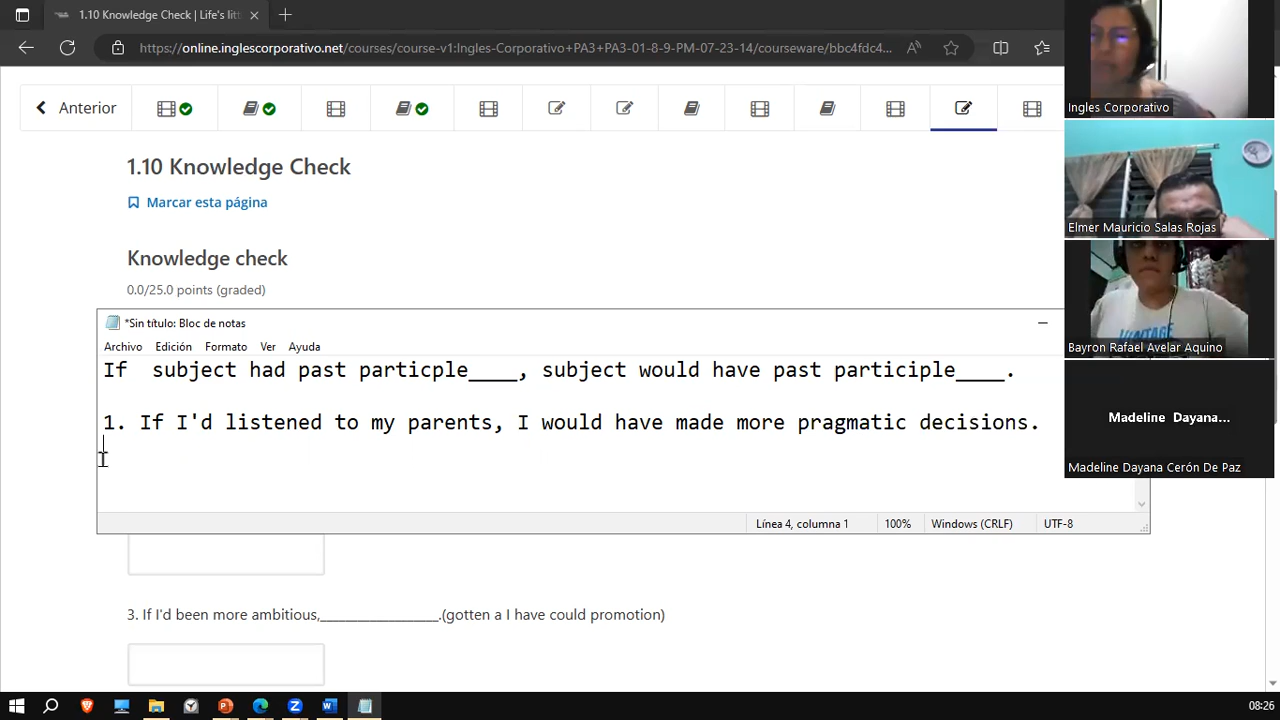 1.10 Knowledge Check | Life's litt
https://online.inglescorporativo.net/courses/course-v1:Ingles-Corporativo+PA3+PA3-01-8-9-PM-07-23-14/courseware/bbc4fdc4...
Anterior
1.10 Knowledge Check
Marcar esta página
Knowledge check
0.0/25.0 points (graded)
*Sin título: Bloc de notas
Archivo Edición Formato Ver Ayuda
If subject had past particple____, subject would have past participle____.
1. If I'd listened to my parents, I would have made more pragmatic decisions.
Línea 4, columna 1 100% Windows (CRLF) UTF-8
3. If I'd been more ambitious,__________________.(gotten a I have could promotion)
Ingles Corporativo
Elmer Mauricio Salas Rojas
Bayron Rafael Avelar Aquino
Madeline Dayana...
Madeline Dayana Cerón De Paz
08:26